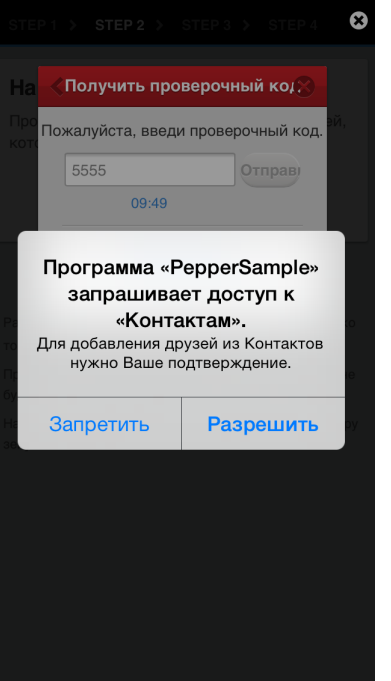 STEP 1 STEP 2 STEP 3 STEP 4
На
Получить проверочный код
Пожалуйста, введи проверочный код.
5555
09:49
Программа «PepperSample»
запрашивает доступ к
«Контактам».
Для добавления друзей из Контактов
нужно Ваше подтверждение.
Запретить Разрешить